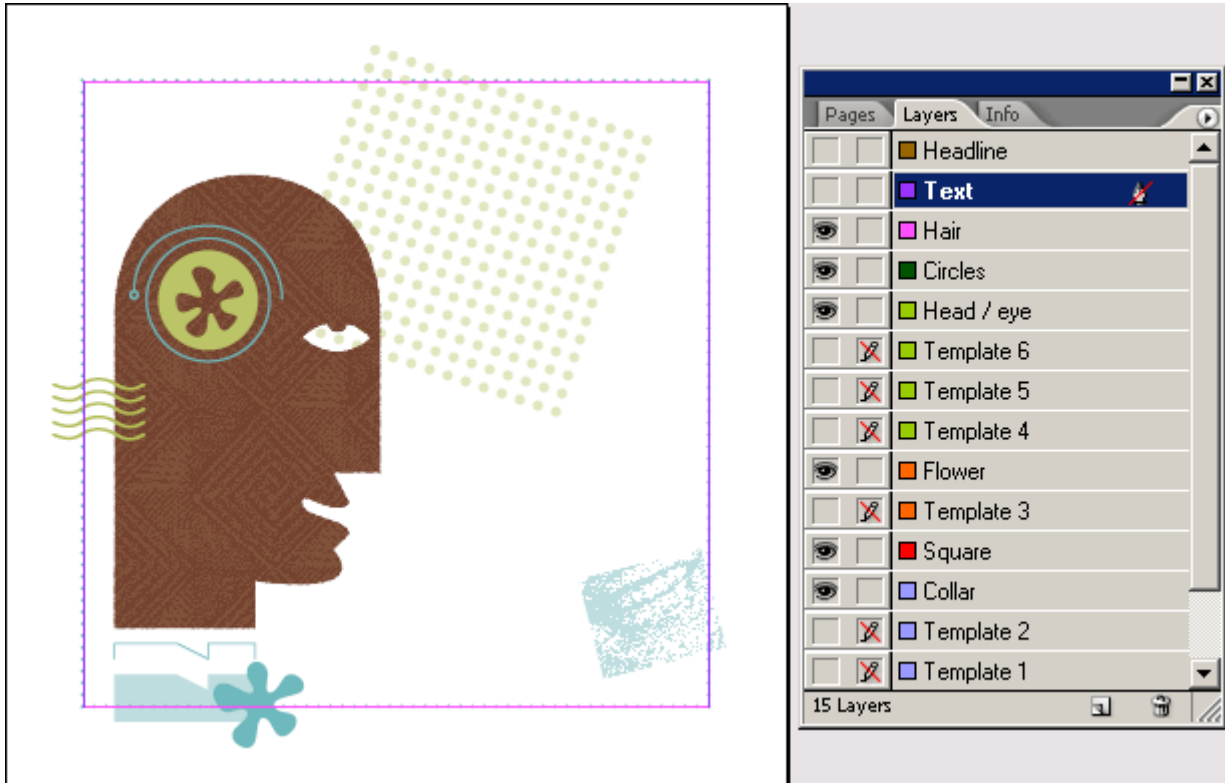 Pages Layers Info
Headline
Text
Hair
Circles
Head / eye
Template 6
Template 5
Template 4
Flower
Template 3
Square
Collar
Template 2
Template 1
15 Layers